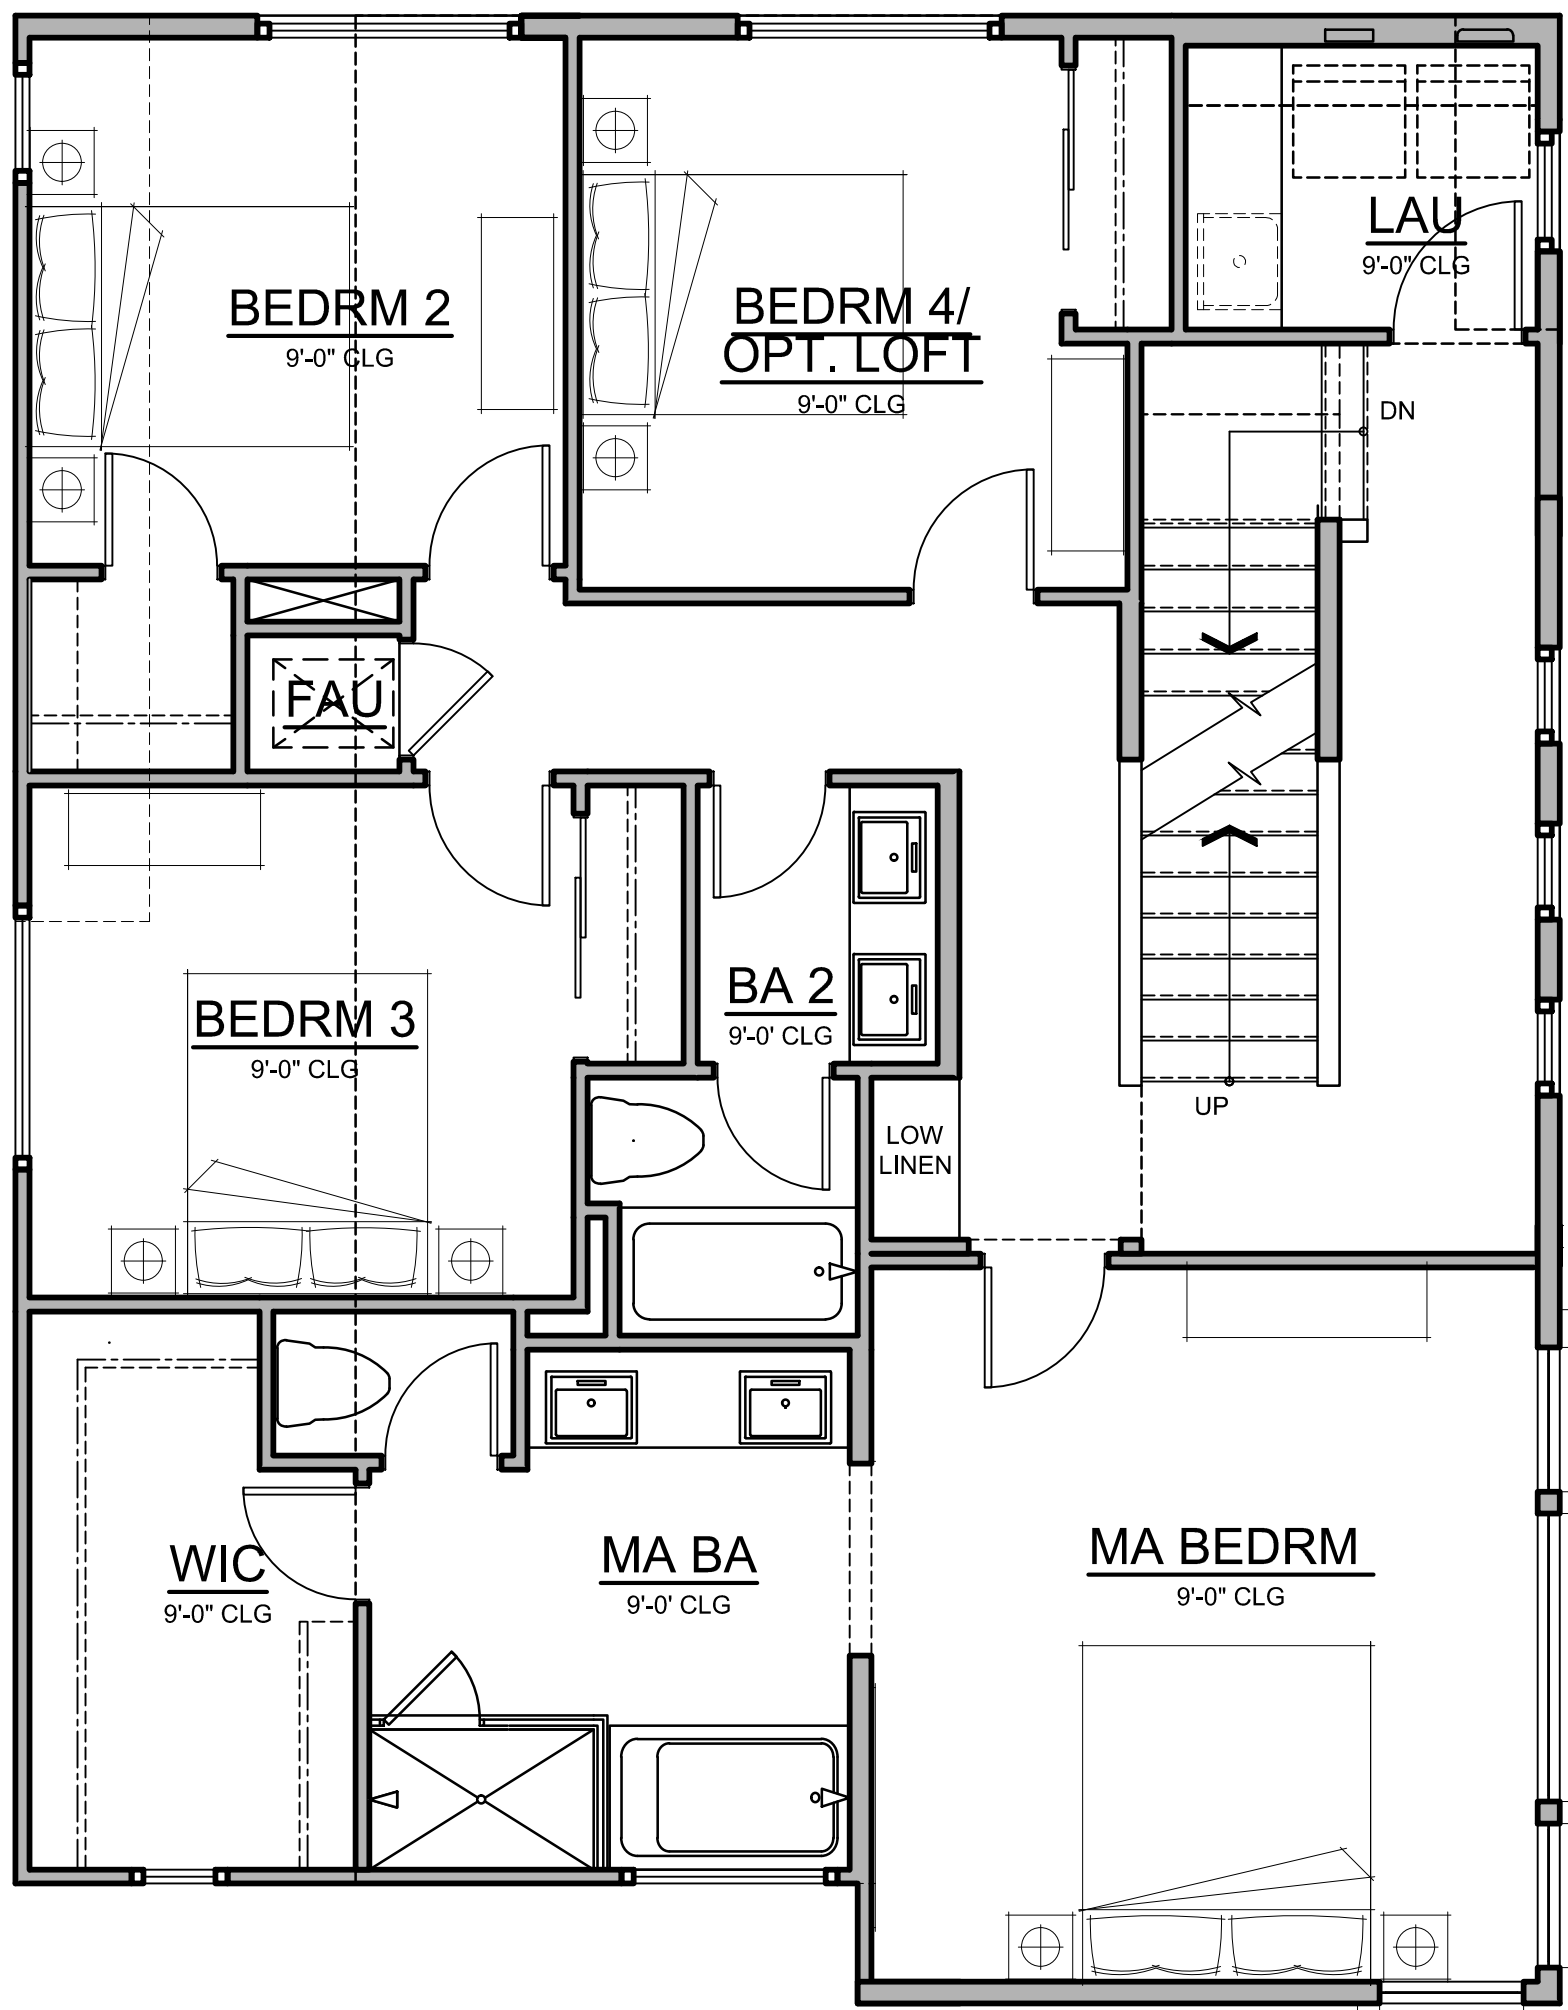 LAU
9'-0" CLG
BEDRM 2
9'-0" CLG
BEDRM 4/
OPT. LOFT
9'-0" CLG
DN
FAU
BA 2
9'-0' CLG
BEDRM 3
9'-0" CLG
UP
LOW
LINEN
WIC
9'-0" CLG
MA BA
9'-0' CLG
MA BEDRM
9'-0" CLG